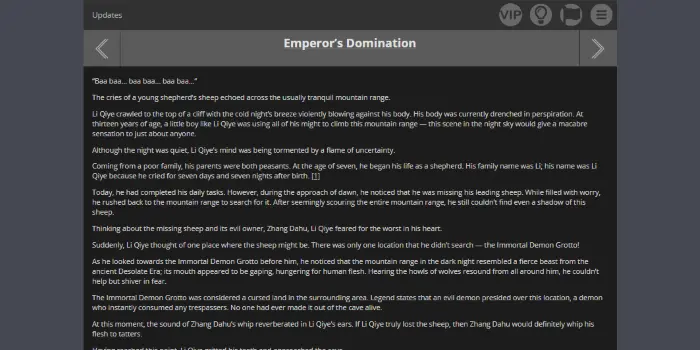 Updates
VIP
Emperor's Domination
“Baa baa... baa baa... baa baa...”
The cries of a young shepherd's sheep echoed across the usually tranquil mountain range.
Li Qiye crawled to the top of a cliff with the cold night's breeze violently blowing against his body. His body was currently drenched in perspiration. At
thirteen years of age, a little boy like Li Qiye was using all of his might to climb this mountain range — this scene in the night sky would give a macabre
sensation to just about anyone.
Although the night was quiet, Li Qiye's mind was being tormented by a flame of uncertainty.
Coming from a poor family, his parents were both peasants. At the age of seven, he began his life as a shepherd. His family name was Li; his name was Li
Qiye because he cried for seven days and seven nights after birth. [1]
Today, he had completed his daily tasks. However, during the approach of dawn, he noticed that he was missing his leading sheep. While filled with worry,
he rushed back to the mountain range to search for it. After seemingly scouring the entire mountain range, he still couldn't find even a shadow of this
sheep.
Thinking about the missing sheep and its evil owner, Zhang Dahu, Li Qiye feared for the worst in his heart.
Suddenly, Li Qiye thought of one place where the sheep might be. There was only one location that he didn't search — the Immortal Demon Grotto!
As he looked towards the Immortal Demon Grotto before him, he noticed that the mountain range in the dark night resembled a fierce beast from the
ancient Desolate Era; its mouth appeared to be gaping, hungering for human flesh. Hearing the howls of wolves resound from all around him, he couldn't
help but shiver in fear.
The Immortal Demon Grotto was considered a cursed land in the surrounding area. Legend states that an evil demon presided over this location, a demon
who instantly consumed any trespassers. No one had ever made it out of the cave alive.
At this moment, the sound of Zhang Dahu's whip reverberated in Li Qiye's ears. If Li Qiye truly lost the sheep, then Zhang Dahu would definitely whip his
flesh to tatters.